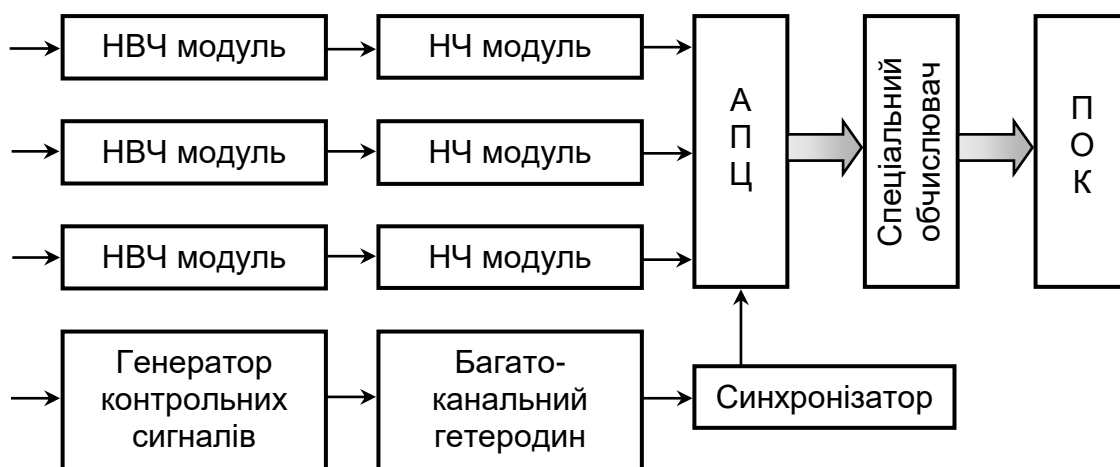 НВЧ модуль
НЧ модуль
НВЧ модуль
НЧ модуль
НВЧ модуль
НЧ модуль
А
П
Ц
Спеціальний
обчислювач
П
О
К
Генератор
контрольних
сигналів
Багато-
канальний
гетеродин
Синхронізатор